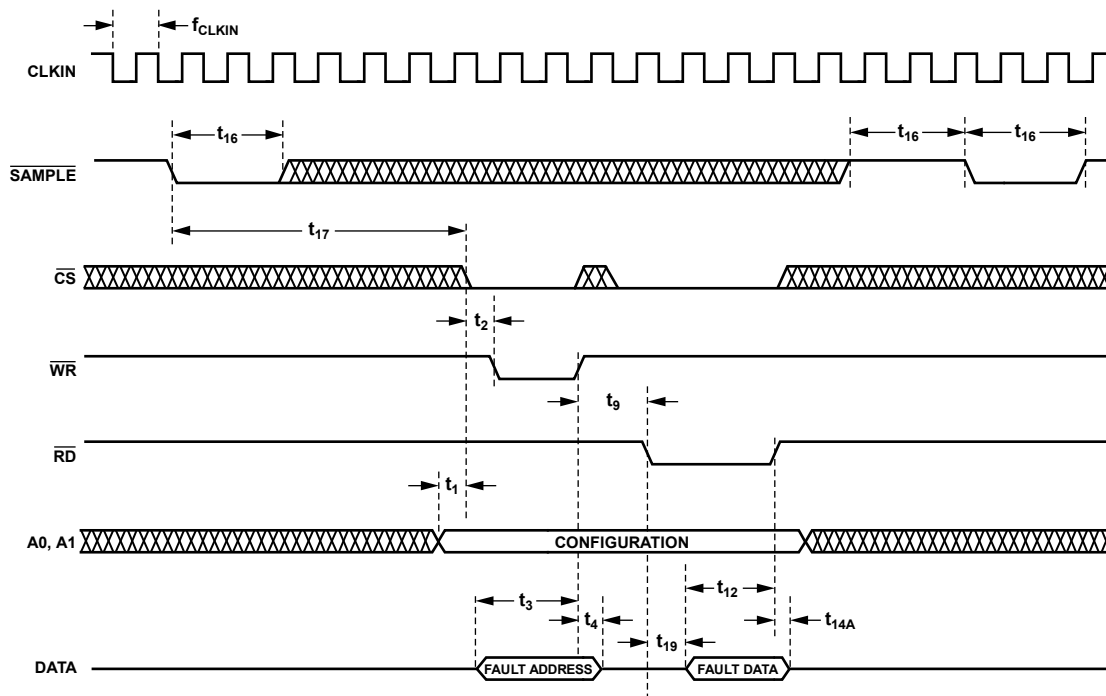 fCLKIN
CLKIN
t16
t16
t16
SAMPLE
t17
CS
t2
WR
t9
RD
t1
A0, A1
CONFIGURATION
t12
t3
t4
t14A
t19
DATA
FAULT ADDRESS
FAULT DATA